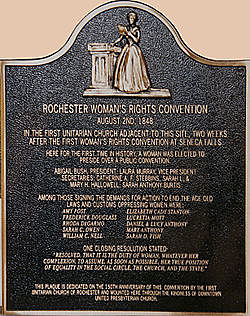 ROCHESTER WOMAN'S RIGHTS CONVENTION
AUGUST 2ND, 1848
IN THE FIRST UNITARIAN CHURCH ADJACENT TO THIS SITE, TWO WEEKS
AFTER THE FIRST WOMAN'S RIGHTS CONVENTION AT SENECA FALLS.
HERE FOR THE FIRST TIME IN HISTORY, A WOMAN WAS ELECTED TO
PRESIDE OVER A PUBLIC CONVENTION.
ABIGAIL BUSH, PRESIDENT; LAURA MURRAY, VICE PRESIDENT
SECRETARIES: CATHERINE A. F. STEBBINS, SARAH L. &
MARY H. HALLOWELL, SARAH ANTHONY BURTIS
AMONG THOSE SIGNING THE DEMANDS FOR ACTION TO END THE AGE OLD
LAWS AND CUSTOMS OPPRESSING WOMEN WERE:
AMY POST ELIZABETH CADY STANTON
FREDERICK DOUGLASS LUCRETIA MOTT
RHODA DEGARMO DANIEL & LUCY ANTHONY
SARAH C. OWEN MARY ANTHONY
WILLIAM C. NELL SARAH D. FISH
ONE CLOSING RESOLUTION STATED:
"RESOLVED, THAT IT IS THE DUTY OF WOMAN, WHATEVER HER
COMPLEXION, TO ASSUME, AS SOON AS POSSIBLE, HER TRUE POSITION
OF EQUALITY IN THE SOCIAL CIRCLE, THE CHURCH, AND THE STATE."
THIS PLAQUE IS DEDICATED ON THE 150TH ANNIVERSARY OF THIS CONVENTION BY THE FIRST
UNITARIAN CHURCH OF ROCHESTER AND MOUNTED HERE THROUGH THE KINDNESS OF DOWNTOWN
UNITED PRESBYTERIAN CHURCH.